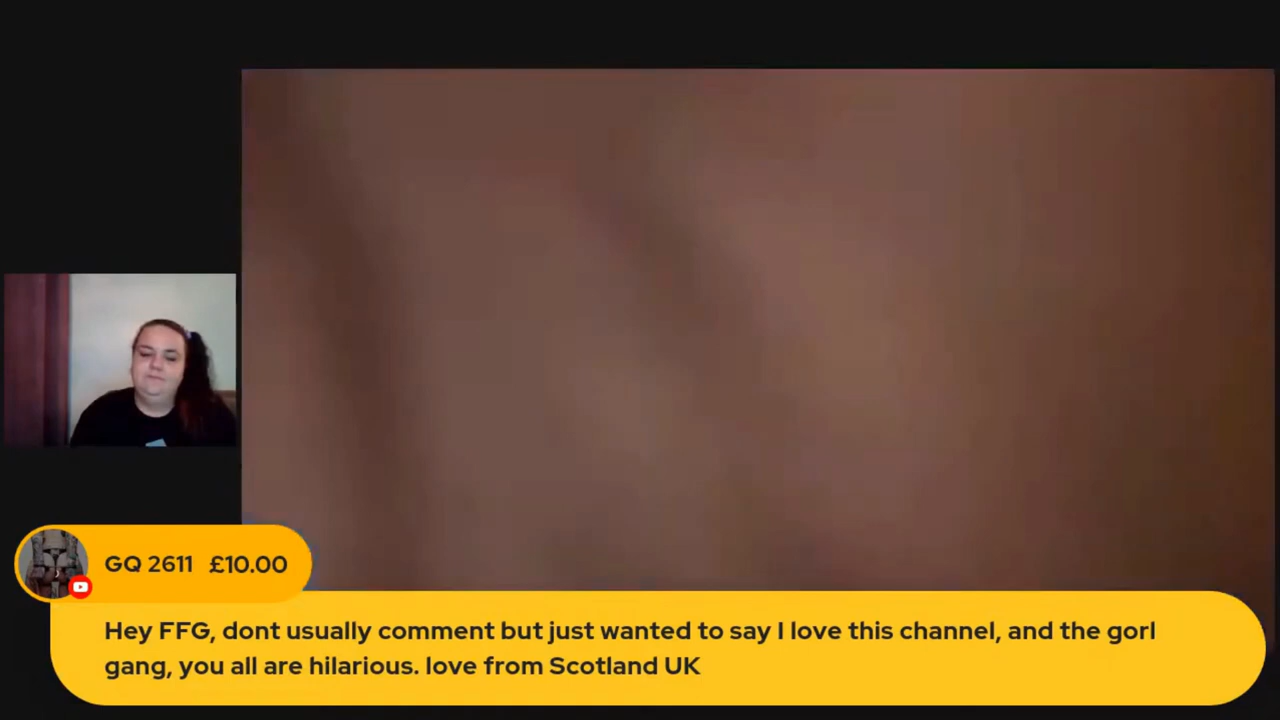 GQ 2611 £10.00
Hey FFG, dont usually comment but just wanted to say I love this channel, and the gorl
gang, you all are hilarious. love from Scotland UK